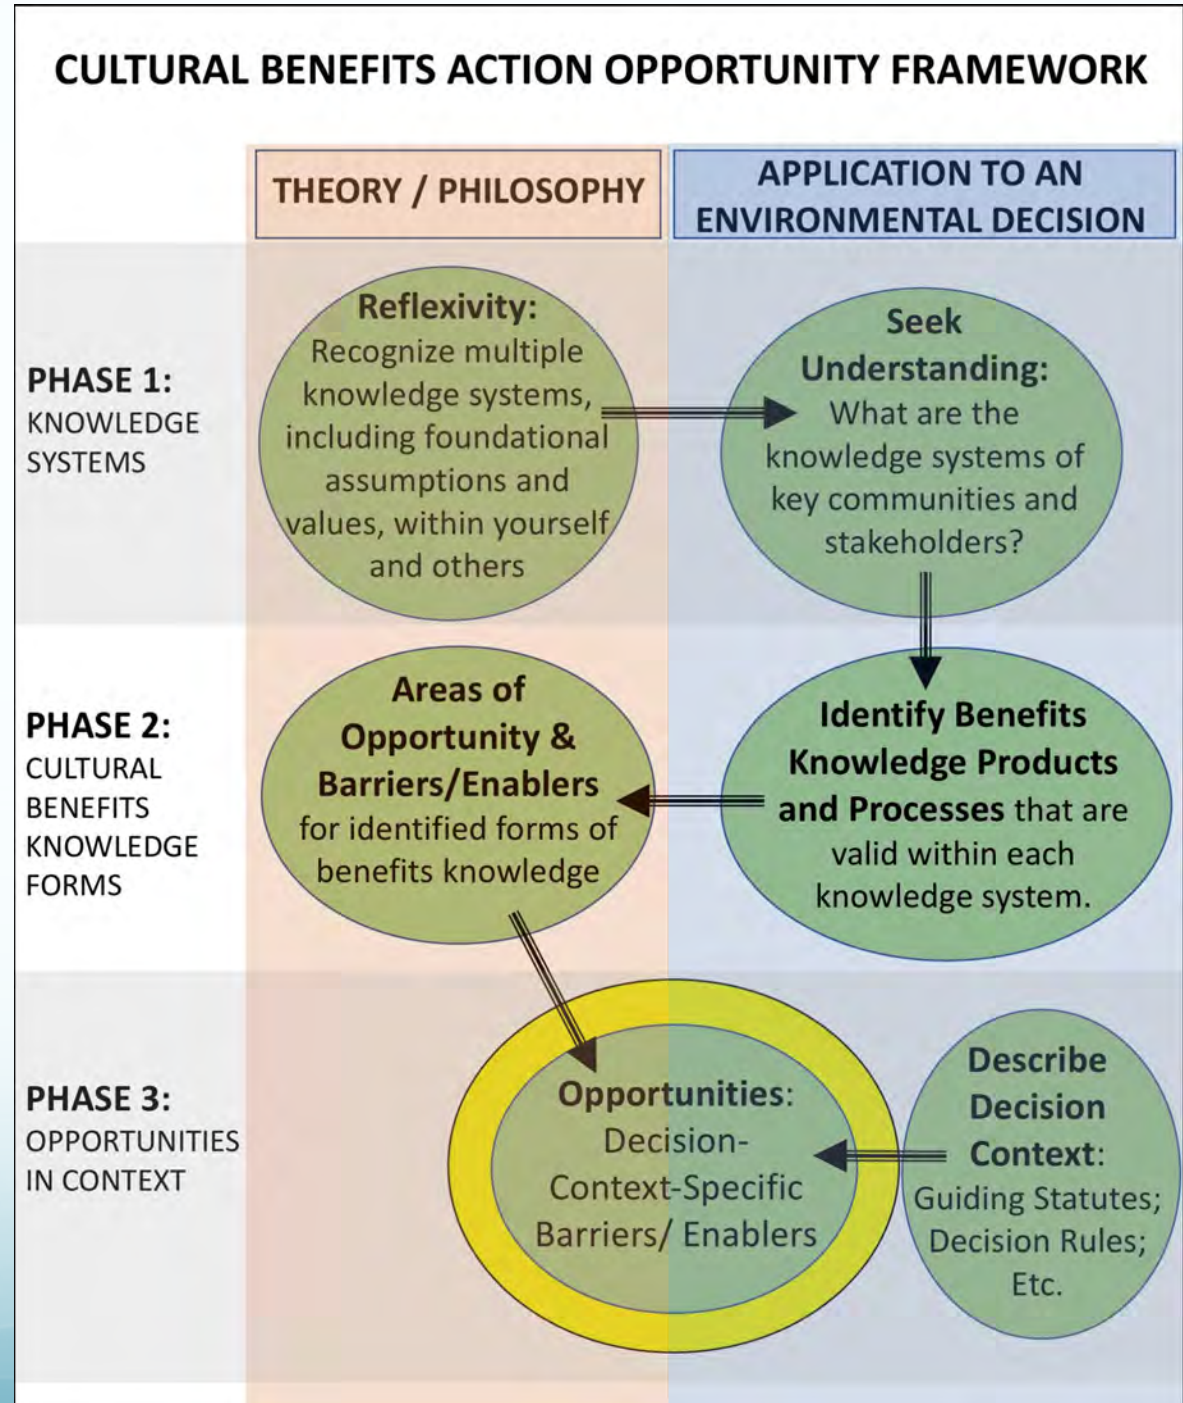 CULTURAL BENEFITS ACTION OPPORTUNITY FRAMEWORK
THEORY / PHILOSOPHY
APPLICATION TO AN
ENVIRONMENTAL DECISION
PHASE 1:
KNOWLEDGE
SYSTEMS
Reflexivity:
Recognize multiple
knowledge systems,
including foundational
assumptions and
values, within yourself
and others
Seek
Understanding:
What are the
knowledge systems of
key communities and
stakeholders?
PHASE 2:
CULTURAL
BENEFITS
KNOWLEDGE
FORMS
Areas of
Opportunity &
Barriers/Enablers
for identified forms of
benefits knowledge
Identify Benefits
Knowledge Products
and Processes that are
valid within each
knowledge system.
PHASE 3:
OPPORTUNITIES
IN CONTEXT
Opportunities:
Decision-
Context-Specific
Barriers/ Enablers
Describe
Decision
Context:
Guiding Statutes;
Decision Rules;
Etc.